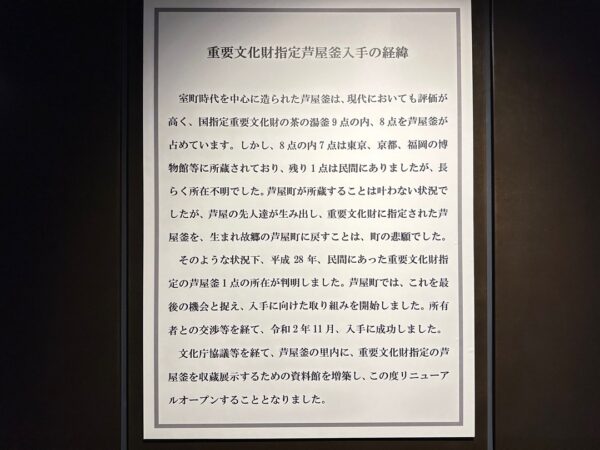 重要文化財指定芦屋釜入手の経緯
室町時代を中心に造られた芦屋釜は、現代においても評価が
高く、国指定重要文化財の茶の湯釜9点の内、8点を芦屋釜が
占めています。しかし、8点の内7点は東京、京都、福岡の博
物館等に所蔵されており、残り1点は民間にありましたが、長
らく所在不明でした。芦屋町が所蔵することは叶わない状況で
したが、芦屋の先人達が生み出し、重要文化財に指定された芦屋
釜を、生まれ故郷の芦屋町に戻すことは、町の悲願でした。
そのような状況下、平成28年、民間にあった重要文化財指
定の芦屋釜1点の所在が判明しました。芦屋町では、これを最
後の機会と捉え、入手に向けた取り組みを開始しました。所有
者との交渉等を経て、令和2年11月、入手に成功しました。
文化庁協議等を経て、芦屋釜の里内に、重要文化財指定の芦
屋釜を収蔵展示するための資料館を増築し、この度リニューア
ルオープンすることとなりました。